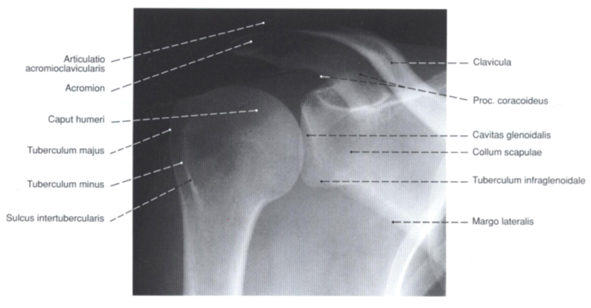 Articulatio
acromioclavicularis
Acromion
Caput humeri
Tuberculum majus
Tuberculum minus
Sulcus intertubercularis
Clavicula
Proc. coracoideus
Cavitas glenoidalis
Collum scapulae
Tuberculum infraglenoidale
Margo lateralis